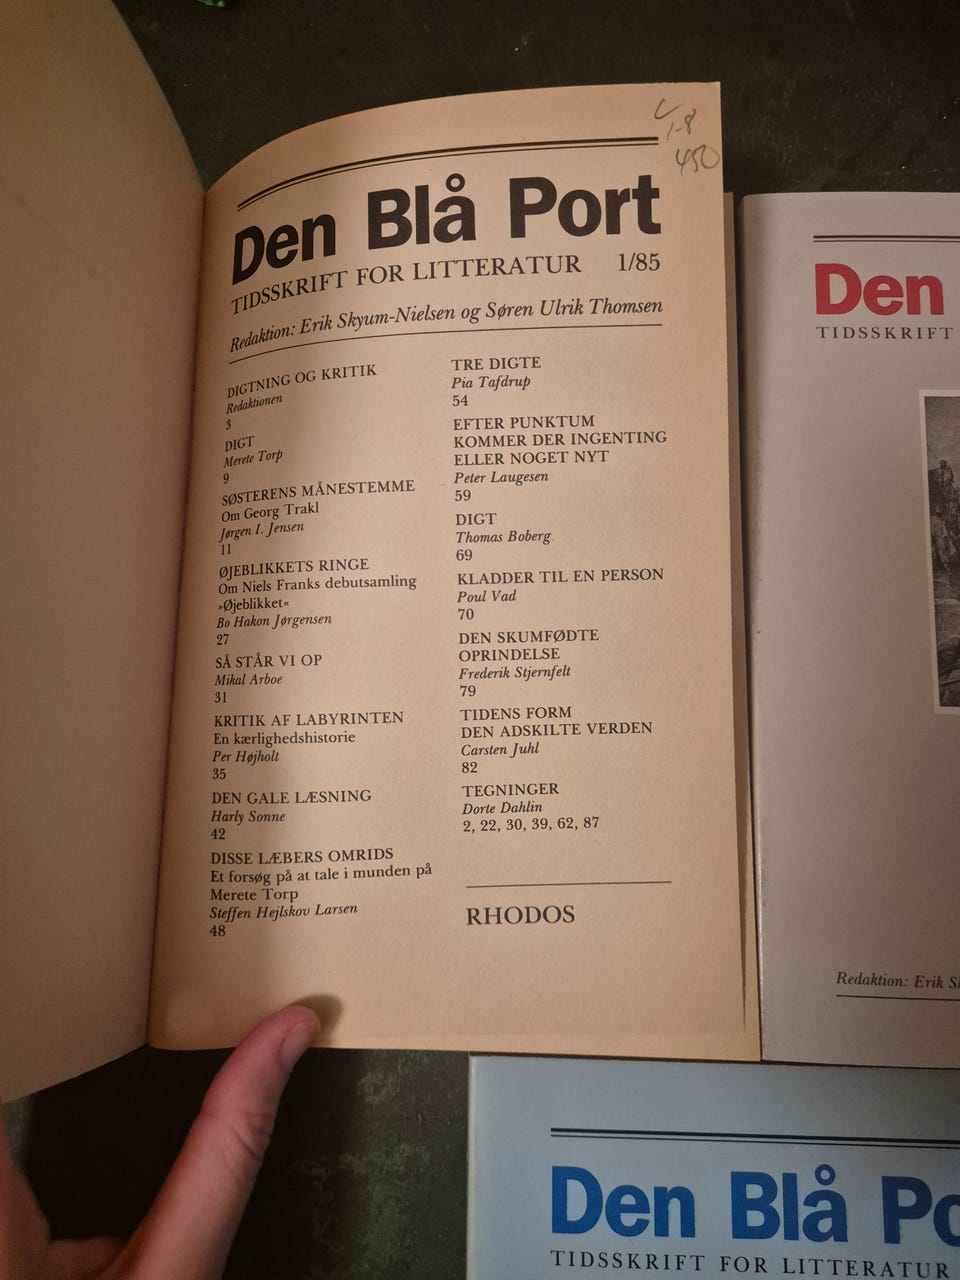 1-8
450
Den Blå Port
TIDSSKRIFT FOR LITTERATUR 1/85
Redaktion: Erik Skyum-Nielsen og Søren Ulrik Thomsen
DIGTNING OG KRITIK
Redaktionen
3
DIGT
Merete Torp
9
SØSTERENS MÅNESTEMME
Om Georg Trakl
Jørgen I. Jensen
11
ØJEBLIKKETS RINGE
Om Niels Franks debutsamling
»Øjeblikket«
Bo Hakon Jørgensen
27
SÅ STÅR VI OP
Mikal Arboe
31
KRITIK AF LABYRINTEN
En kærlighedshistorie
Per Højholt
35
DEN GALE LÆSNING
Harly Sonne
42
DISSE LÆBERS OMRIDS
Et forsøg på at tale i munden på
Merete Torp
Steffen Hejlskov Larsen
48
TRE DIGTE
Pia Tafdrup
54
EFTER PUNKTUM
KOMMER DER INGENTING
ELLER NOGET NYT
Peter Laugesen
59
DIGT
Thomas Boberg
69
KLADDER TIL EN PERSON
Poul Vad
70
DEN SKUMFØDTE
OPRINDELSE
Frederik Stjernfelt
79
TIDENS FORM
DEN ADSKILTE VERDEN
Carsten Juhl
82
TEGNINGER
Dorte Dahlin
2, 22, 30, 39, 62, 87
RHODOS
Den
TIDSSKRIFT
Redaktion: Erik
Den Blå Po
TIDSSKRIFT FOR LITTERATUR